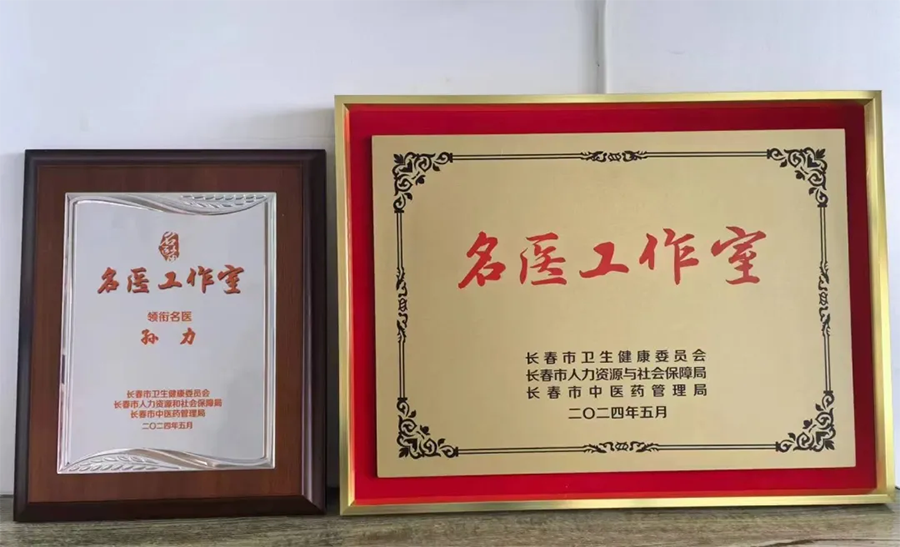 名医工作室
领衔名医
孙 力
长春市卫生健康委员会
长春市人力资源和社会保障局
长春市中医药管理局
二〇二四年五月
名医工作室
长春市卫生健康委员会
长春市人力资源与社会保障局
长春市中医药管理局
二〇二四年五月